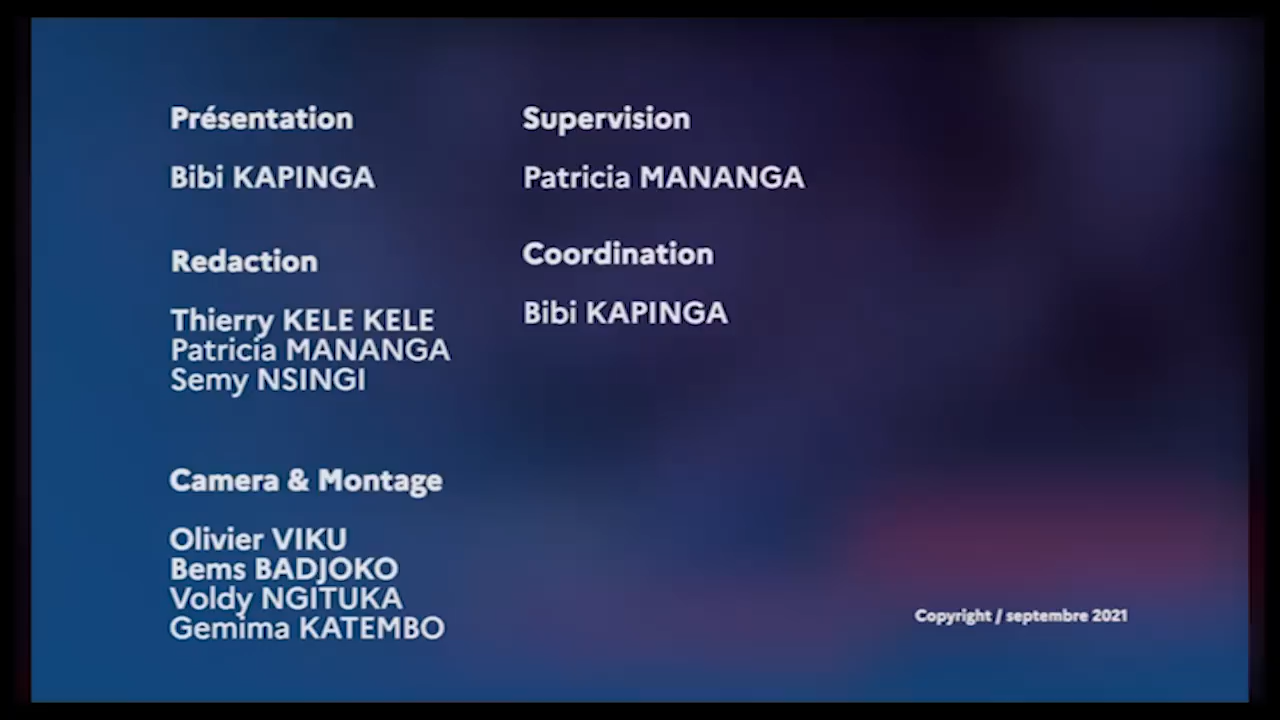 Présentation
Bibi KAPINGA
Redaction
Thierry KELE KELE
Patricia MANANGA
Semy NSINGI
Camera & Montage
Olivier VIKU
Bems BADJOKO
Voldy NGITUKA
Gemima KATEMBO
Supervision
Patricia MANANGA
Coordination
Bibi KAPINGA
Copyright / septembre 2021